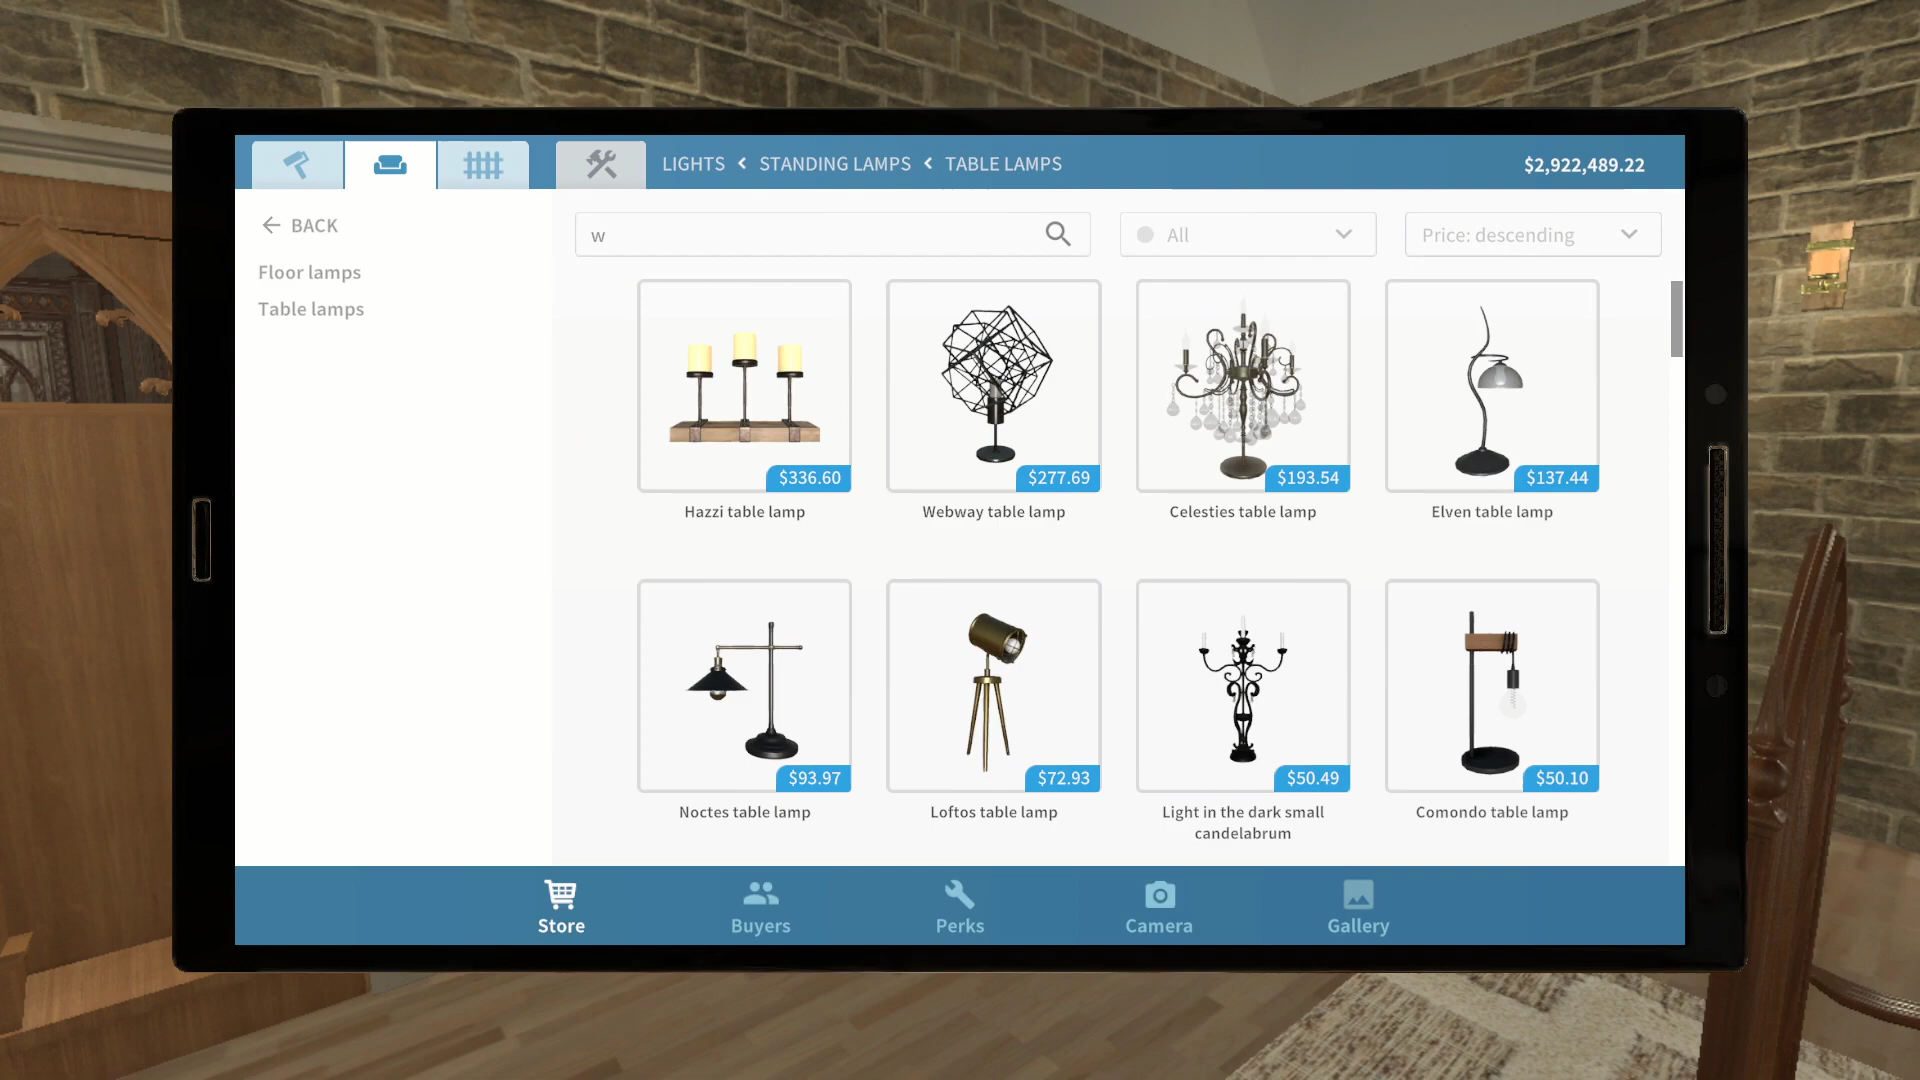 LIGHTS < STANDING LAMPS < TABLE LAMPS
$2,922,489.22
BACK
Floor lamps
Table lamps
w
All
Price: descending
$336.60
$277.69
$193.54
$137.44
Hazzi table lamp
Webway table lamp
Celesties table lamp
Elven table lamp
$93.97
$72.93
$50.49
$50.10
Noctes table lamp
Loftos table lamp
Light in the dark small
candelabrum
Comondo table lamp
Store
Buyers
Perks
Camera
Gallery